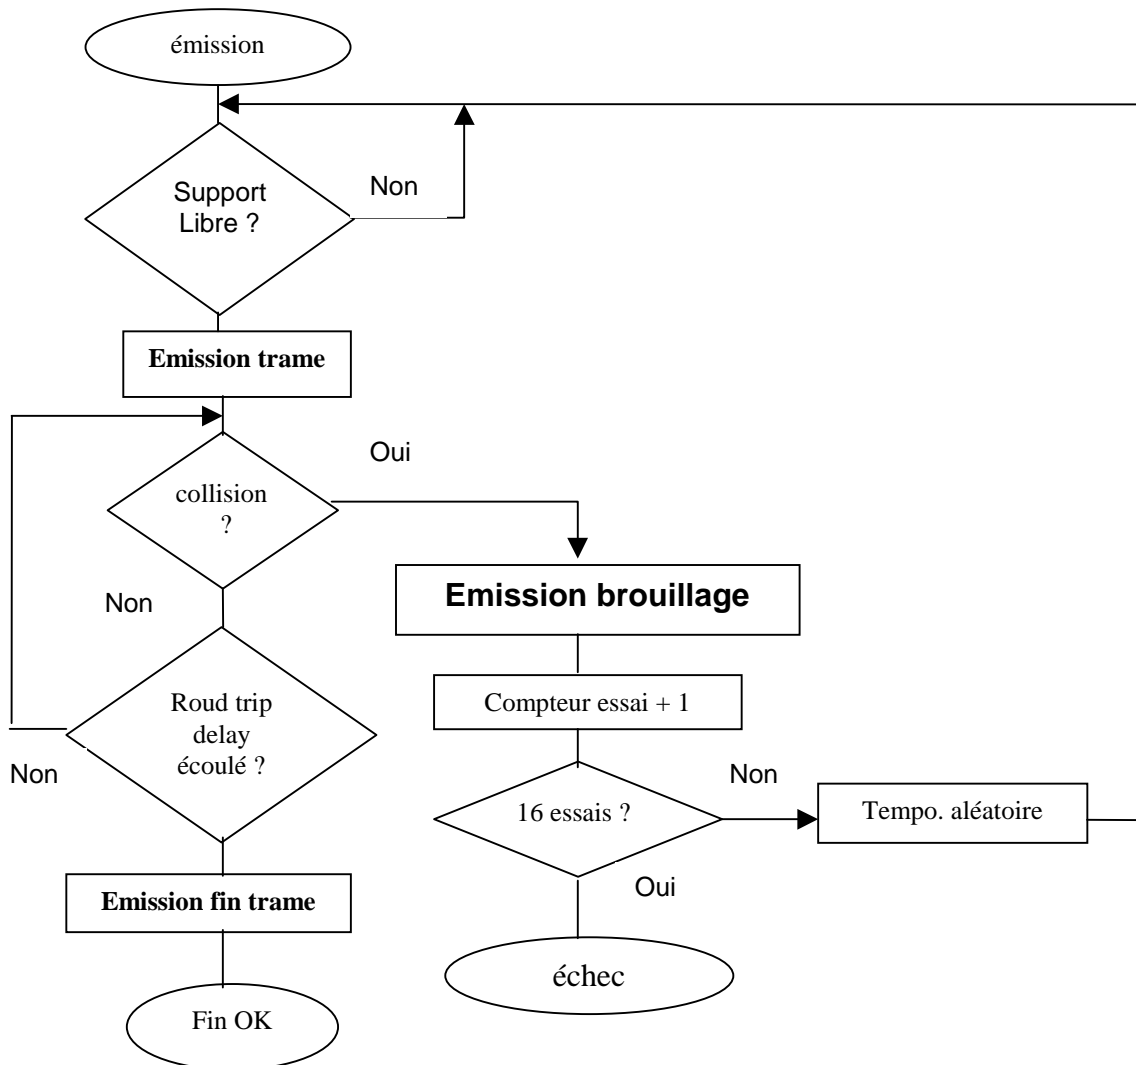 émission
Support
Libre ?
Non
Emission trame
Oui
collision
?
Non
Emission brouillage
Roud trip
delay
écoulé ?
Non
Compteur essai + 1
16 essais ?
Non
Tempo. aléatoire
Oui
Emission fin trame
échec
Fin OK